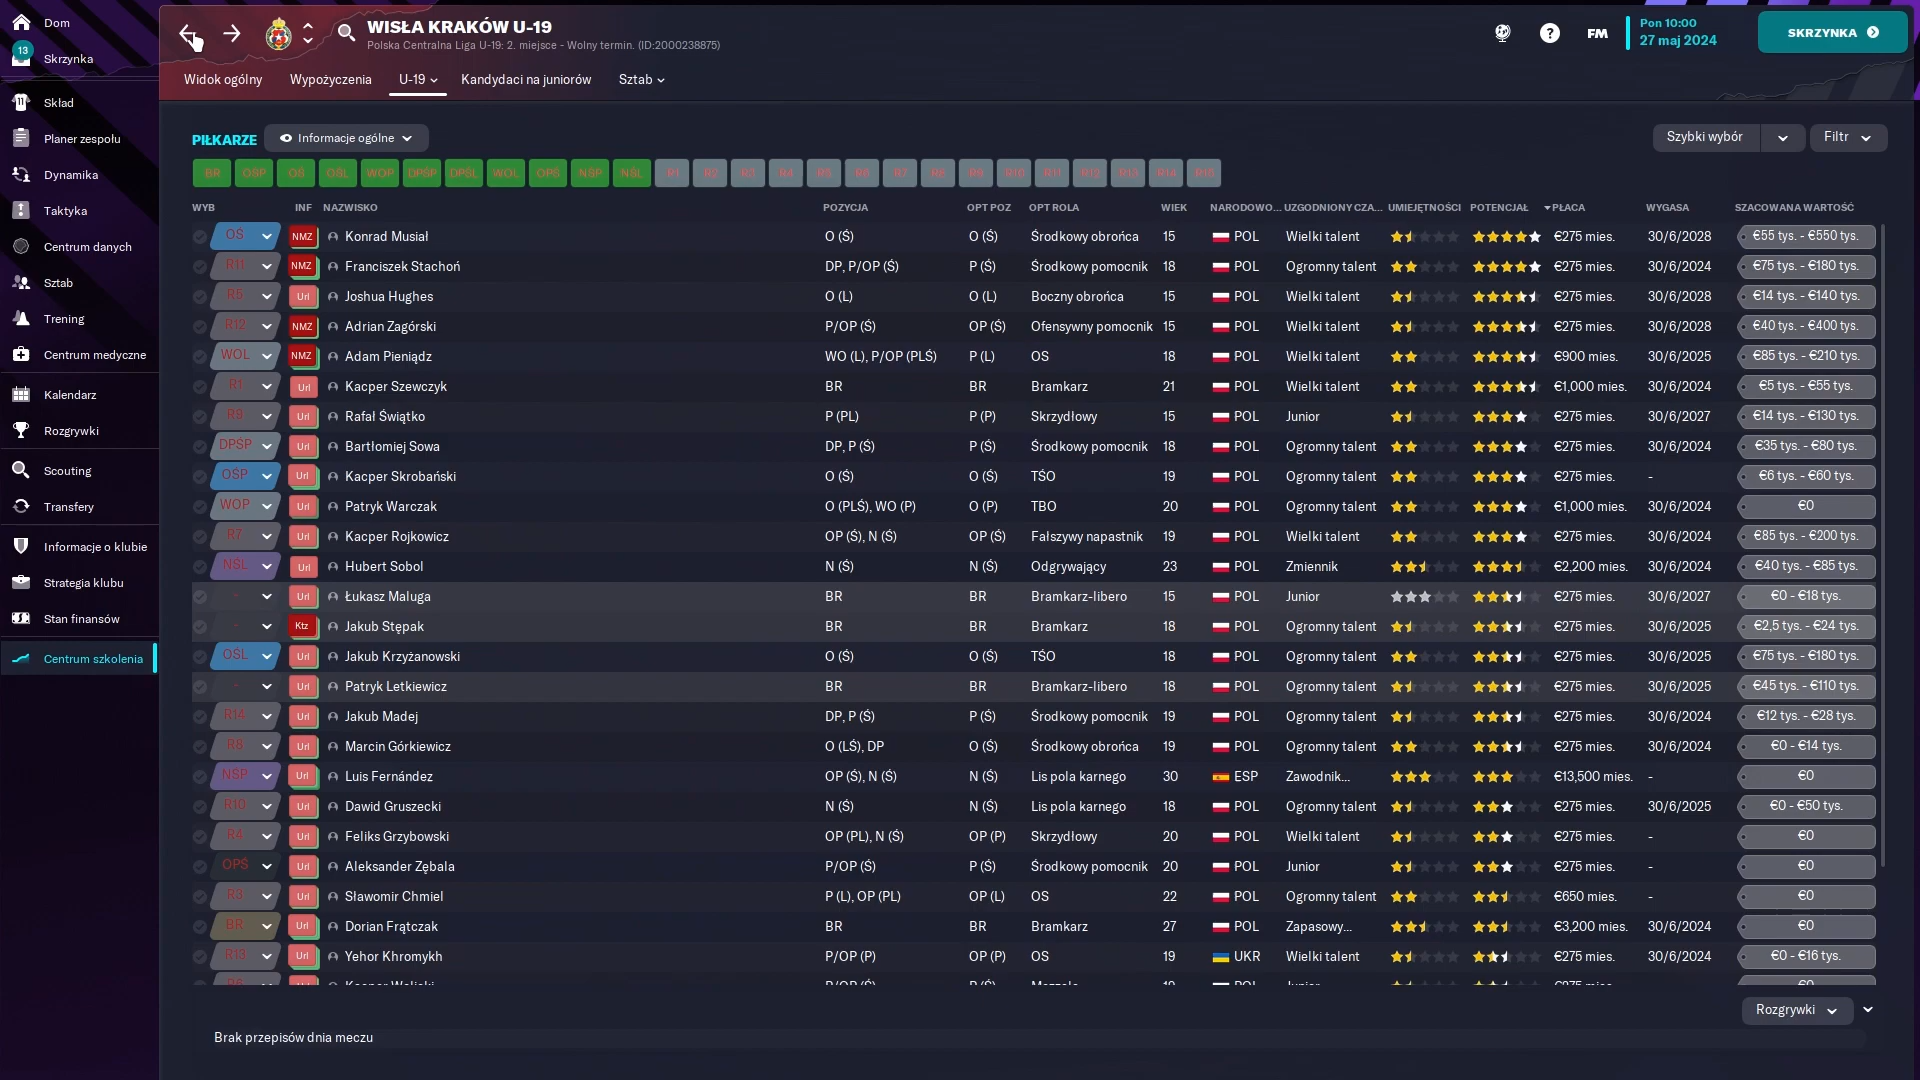 Dom
13
Skrzynka
Skład
Planer zespołu
Dynamika
Taktyka
Centrum danych
Sztab
Trening
Centrum medyczne
Kalendarz
Rozgrywki
Scouting
Transfery
Informacje o klubie
Strategia klubu
Stan finansów
Centrum szkolenia
WISŁA KRAKÓW U-19
Polska Centralna Liga U-19: 2. miejsce - Wolny termin. (ID:2000238875)
? FM Pon 10:00
27 maj 2024
SKRZYNKA
Widok ogólny Wypożyczenia U-19 Kandydaci na juniorów Sztab
PIŁKARZE Informacje ogólne Szybki wybór Filtr
BR OŚP OŚ OŚL WOP DPŚP DPŚL WOL OPŚ NŚP NŚL R1 R2 R3 R4 R5 R6 R7 R8 R9 R10 R11 R12 R13 R14 R15
WYB INF NAZWISKO POZYCJA OPT POZ OPT ROLA WIEK NARODOWO... UZGODNIONY CZA... UMIEJĘTNOŚCI POTENCJAŁ PŁACA WYGASA SZACOWANA WARTOŚĆ
OŚ NMZ Konrad Musiał O (Ś) O (Ś) Środkowy obrońca 15 POL Wielki talent €275 mies. 30/6/2028 €55 tys. - €550 tys.
R11 NMZ Franciszek Stachoń DP, P/OP (Ś) P (Ś) Środkowy pomocnik 18 POL Ogromny talent €275 mies. 30/6/2024 €75 tys. - €180 tys.
R5 Url Joshua Hughes O (L) O (L) Boczny obrońca 15 POL Wielki talent €275 mies. 30/6/2028 €14 tys. - €140 tys.
R12 NMZ Adrian Zagórski P/OP (Ś) OP (Ś) Ofensywny pomocnik 15 POL Wielki talent €275 mies. 30/6/2028 €40 tys. - €400 tys.
WOL NMZ Adam Pieniądz WO (L), P/OP (PLŚ) P (L) OS 18 POL Wielki talent €900 mies. 30/6/2025 €85 tys. - €210 tys.
R1 Url Kacper Szewczyk BR BR Bramkarz 21 POL Wielki talent €1,000 mies. 30/6/2024 €5 tys. - €55 tys.
R9 Url Rafał Świątko P (PL) P (P) Skrzydłowy 15 POL Junior €275 mies. 30/6/2027 €14 tys. - €130 tys.
DPŚP Url Bartłomiej Sowa DP, P (Ś) P (Ś) Środkowy pomocnik 18 POL Ogromny talent €275 mies. 30/6/2024 €35 tys. - €80 tys.
OŚP Url Kacper Skrobański O (Ś) O (Ś) TŚO 19 POL Ogromny talent €275 mies. - €6 tys. - €60 tys.
WOP Url Patryk Warczak O (PLŚ), WO (P) O (P) TBO 20 POL Ogromny talent €1,000 mies. 30/6/2024 €0
R7 Url Kacper Rojkowicz OP (Ś), N (Ś) OP (Ś) Fałszywy napastnik 19 POL Wielki talent €275 mies. 30/6/2024 €85 tys. - €200 tys.
NŚL Url Hubert Sobol N (Ś) N (Ś) Odgrywający 23 POL Zmiennik €2,200 mies. 30/6/2024 €40 tys. - €85 tys.
- Url Łukasz Maluga BR BR Bramkarz-libero 15 POL Junior €275 mies. 30/6/2027 €0 - €18 tys.
- Ktz Jakub Stępak BR BR Bramkarz 18 POL Ogromny talent €275 mies. 30/6/2025 €2,5 tys. - €24 tys.
OŚL Url Jakub Krzyżanowski O (Ś) O (Ś) TŚO 18 POL Ogromny talent €275 mies. 30/6/2025 €75 tys. - €180 tys.
- Url Patryk Letkiewicz BR BR Bramkarz-libero 18 POL Ogromny talent €275 mies. 30/6/2025 €45 tys. - €110 tys.
R14 Url Jakub Madej DP, P (Ś) P (Ś) Środkowy pomocnik 19 POL Ogromny talent €275 mies. 30/6/2024 €12 tys. - €28 tys.
R8 Url Marcin Górkiewicz O (LŚ), DP O (Ś) Środkowy obrońca 19 POL Ogromny talent €275 mies. 30/6/2024 €0 - €14 tys.
NŚP Url Luis Fernández OP (Ś), N (Ś) N (Ś) Lis pola karnego 30 ESP Zawodnik... €13,500 mies. - €0
R10 Url Dawid Gruszecki N (Ś) N (Ś) Lis pola karnego 18 POL Ogromny talent €275 mies. 30/6/2025 €0 - €50 tys.
R4 Url Feliks Grzybowski OP (PL), N (Ś) OP (P) Skrzydłowy 20 POL Wielki talent €275 mies. - €0
OPŚ Url Aleksander Zębala P/OP (Ś) P (Ś) Środkowy pomocnik 20 POL Junior €275 mies. - €0
R3 Url Sławomir Chmiel P (L), OP (PL) OP (L) OS 22 POL Ogromny talent €650 mies. - €0
BR Url Dorian Frątczak BR BR Bramkarz 27 POL Zapasowy... €3,200 mies. 30/6/2024 €0
R13 Url Yehor Khromykh P/OP (P) OP (P) OS 19 UKR Wielki talent €275 mies. 30/6/2024 €0 - €16 tys.
Rozgrywki
Brak przepisów dnia meczu